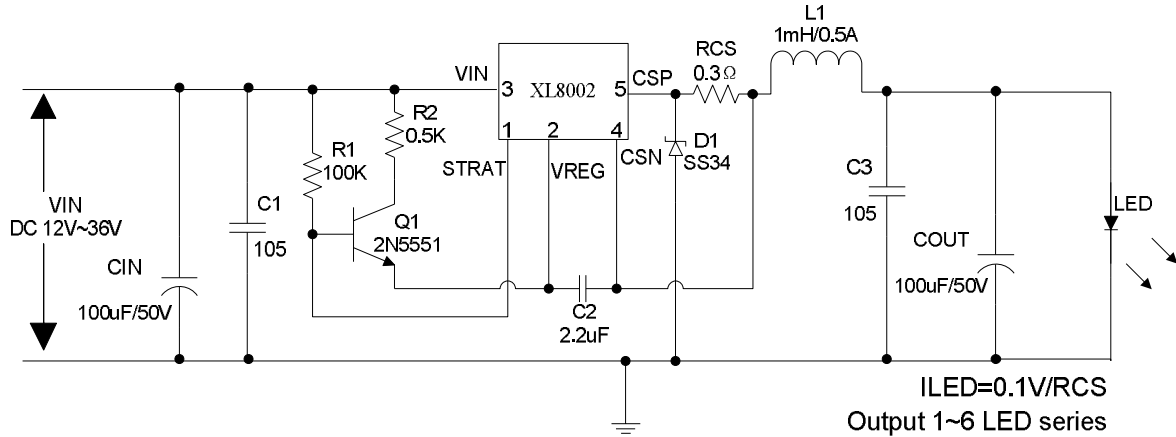 L1
1mH/0.5A
RCS
0.3Ω
VIN
3
XL8002
5
CSP
1
2
4
R2
0.5K
R1
100K
STRAT
VREG
CSN
D1
SS34
VIN
DC 12V~36V
C1
105
Q1
2N5551
C3
105
LED
CIN
100uF/50V
COUT
100uF/50V
C2
2.2uF
ILED=0.1V/RCS
Output 1~6 LED series